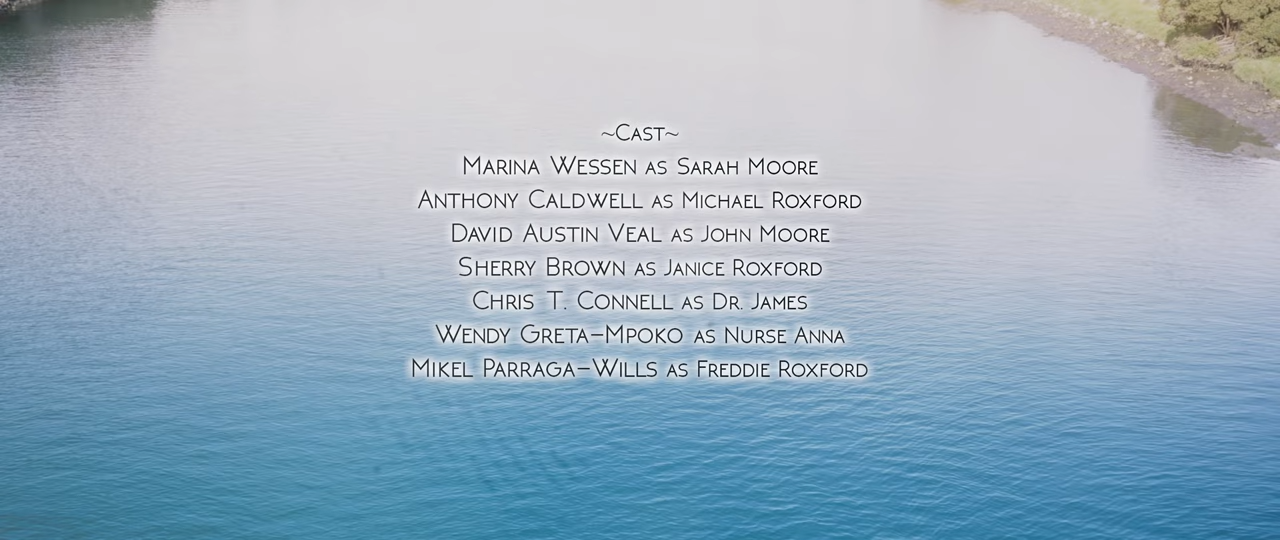 ~Cast~
Marina Wessen as Sarah Moore
Anthony Caldwell as Michael Roxford
David Austin Veal as John Moore
Sherry Brown as Janice Roxford
Chris T. Connell as Dr. James
Wendy Greta-Mpoko as Nurse Anna
Mikel Parraga-Wills as Freddie Roxford